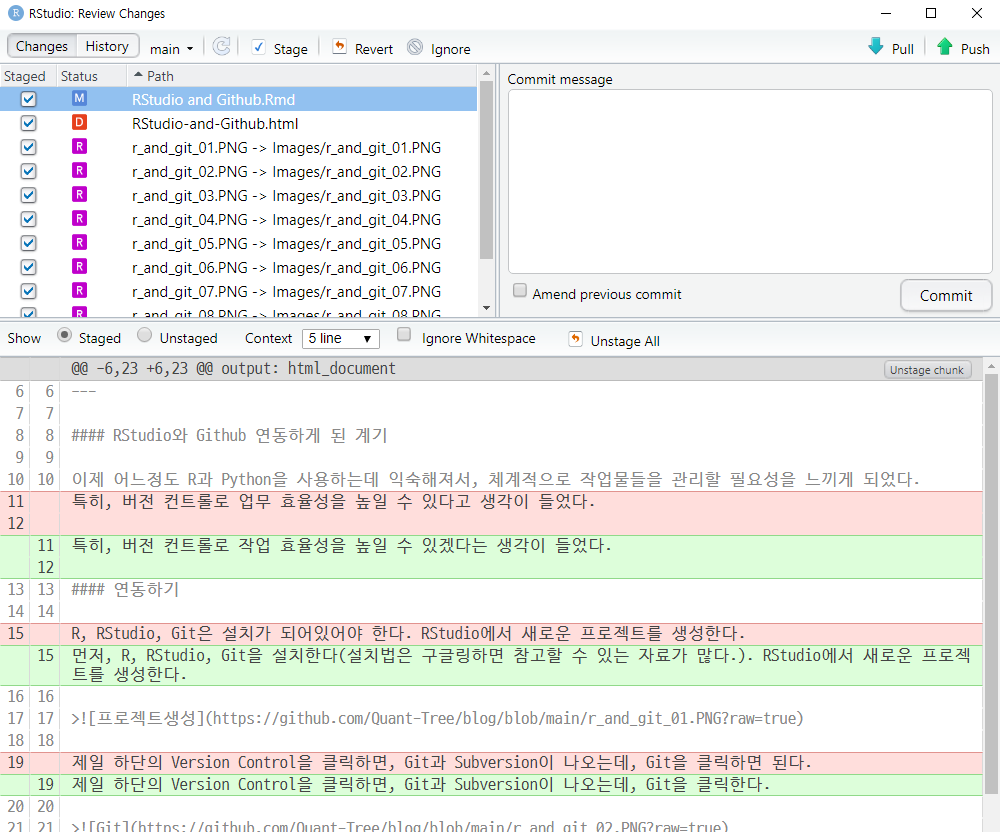 RStudio: Review Changes
Changes History main Stage Revert Ignore Pull Push
Staged Status Path
M RStudio and Github.Rmd
D RStudio-and-Github.html
R r_and_git_01.PNG -> Images/r_and_git_01.PNG
R r_and_git_02.PNG -> Images/r_and_git_02.PNG
R r_and_git_03.PNG -> Images/r_and_git_03.PNG
R r_and_git_04.PNG -> Images/r_and_git_04.PNG
R r_and_git_05.PNG -> Images/r_and_git_05.PNG
R r_and_git_06.PNG -> Images/r_and_git_06.PNG
R r_and_git_07.PNG -> Images/r_and_git_07.PNG
R r_and_git_08.PNG -> Images/r_and_git_08.PNG
Commit message
Amend previous commit Commit
Show Staged Unstaged Context 5 line Ignore Whitespace Unstage All
@@ -6,23 +6,23 @@ output: html_document Unstage chunk
6 6 ---
7 7
8 8 #### RStudio와 Github 연동하게 된 계기
9 9
10 10 이제 어느정도 R과 Python을 사용하는데 익숙해져서, 체계적으로 작업물들을 관리할 필요성을 느끼게 되었다.
11 특히, 버전 컨트롤로 업무 효율성을 높일 수 있다고 생각이 들었다.
12
11 특히, 버전 컨트롤로 작업 효율성을 높일 수 있겠다는 생각이 들었다.
12
13 13 #### 연동하기
14 14
15 R, RStudio, Git은 설치가 되어있어야 한다. RStudio에서 새로운 프로젝트를 생성한다.
15 먼저, R, RStudio, Git을 설치한다(설치법은 구글링하면 참고할 수 있는 자료가 많다.). RStudio에서 새로운 프로젝
트를 생성한다.
16 16
17 17 >![프로젝트생성](https://github.com/Quant-Tree/blog/blob/main/r_and_git_01.PNG?raw=true)
18 18
19 제일 하단의 Version Control을 클릭하면, Git과 Subversion이 나오는데, Git을 클릭하면 된다.
19 제일 하단의 Version Control을 클릭하면, Git과 Subversion이 나오는데, Git을 클릭한다.
20 20
21 21 >![Git](https://github.com/Quant-Tree/blog/blob/main/r_and_git_02.PNG?raw=true)